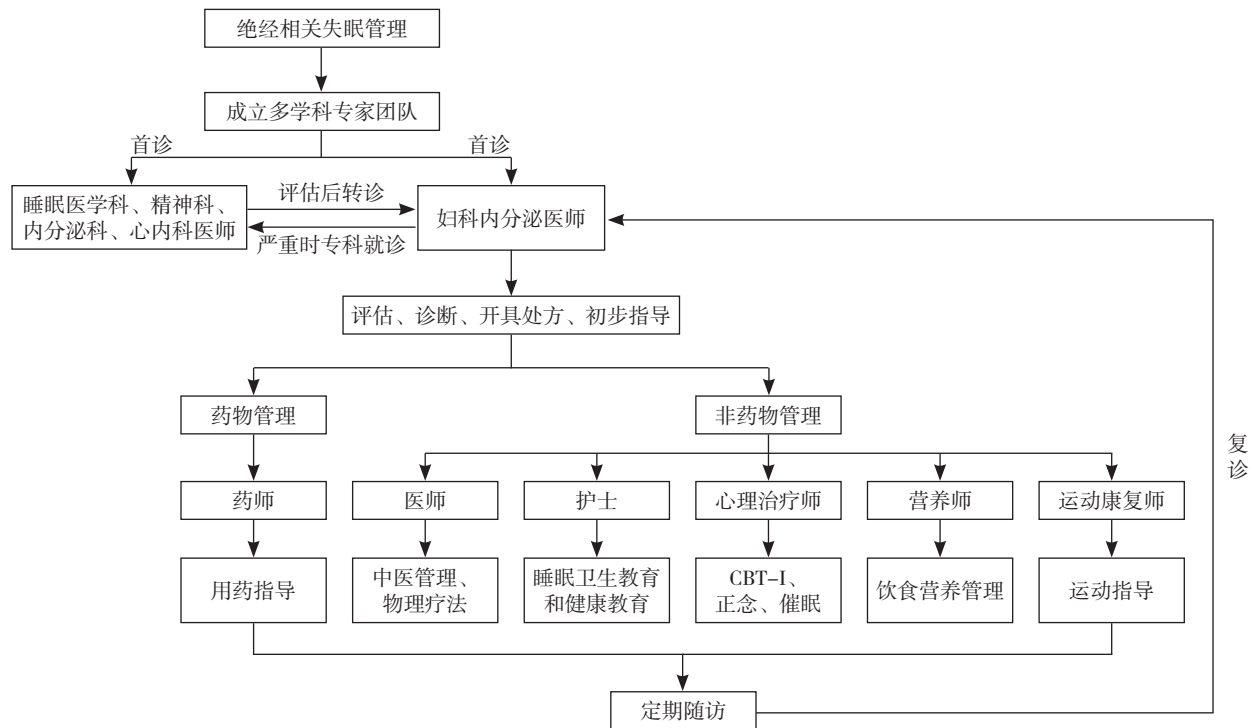 绝经相关失眠管理
成立多学科专家团队
首诊
首诊
睡眠医学科、精神科、
内分泌科、心内科医师
评估后转诊
严重时专科就诊
妇科内分泌医师
评估、诊断、开具处方、初步指导
药物管理
非药物管理
复诊
药师
医师
护士
心理治疗师
营养师
运动康复师
用药指导
中医管理、
物理疗法
睡眠卫生教育
和健康教育
CBT-I、
正念、催眠
饮食营养管理
运动指导
定期随访